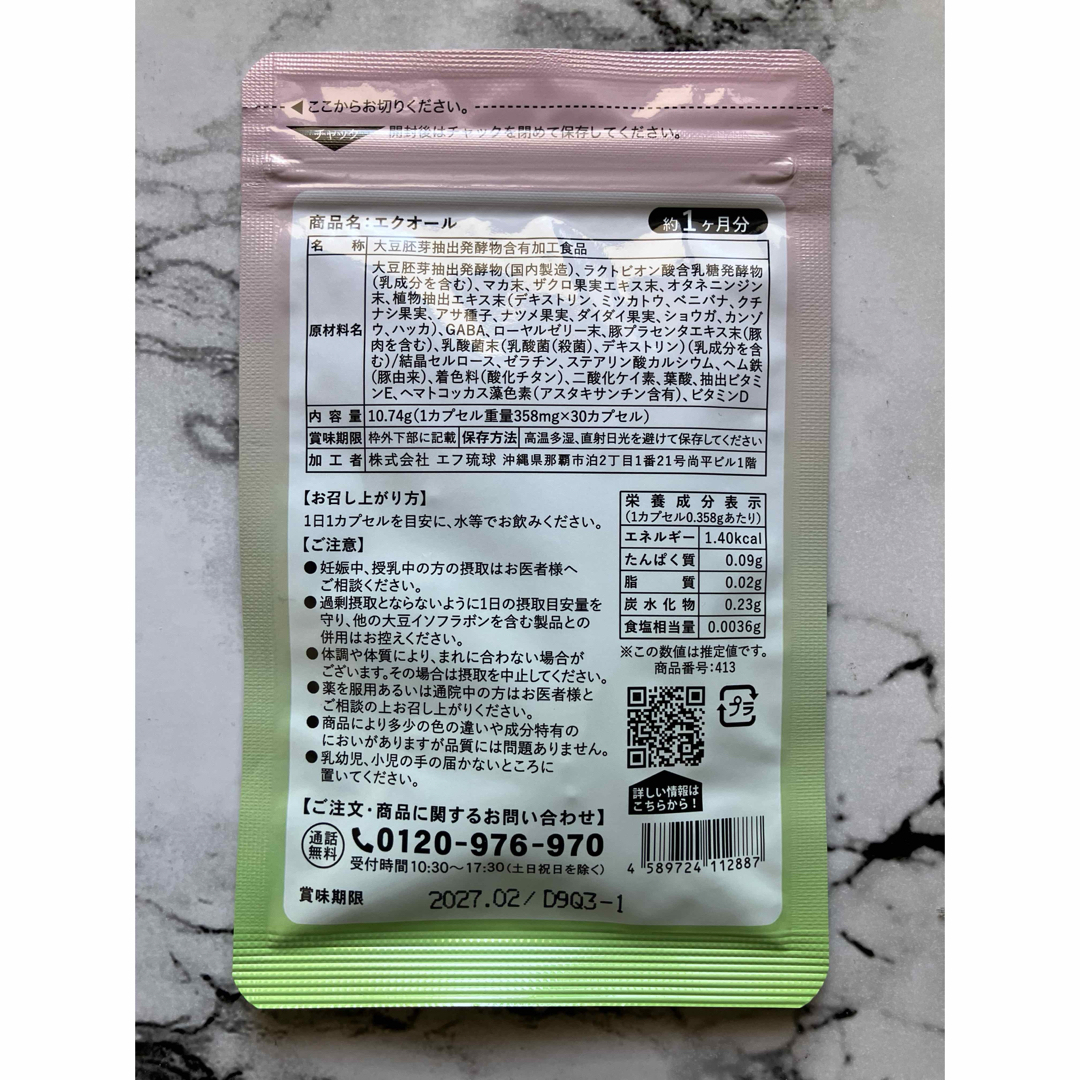 ここからお切りください。
チャック
開封後はチャックを閉めて保存してください。
商品名:エクオール
約1ヶ月分
名 称 大豆胚芽抽出発酵物含有加工食品
原材料名
大豆胚芽抽出発酵物(国内製造)、ラクトビオン酸含乳糖発酵物
(乳成分を含む)、マカ末、ザクロ果実エキス末、オタネニンジン
末、植物抽出エキス末(デキストリン、ミツカトウ、ベニバナ、クチ
ナシ果実、アサ種子、ナツメ果実、ダイダイ果実、ショウガ、カンゾ
ウ、ハッカ)、GABA、ローヤルゼリー末、豚プラセンタエキス末(豚
肉を含む)、乳酸菌末(乳酸菌(殺菌)、デキストリン)(乳成分を含
む)/結晶セルロース、ゼラチン、ステアリン酸カルシウム、ヘム鉄
(豚由来)、着色料(酸化チタン)、二酸化ケイ素、葉酸、抽出ビタミ
ンE、ヘマトコッカス藻色素(アスタキサンチン含有)、ビタミンD
内容量 10.74g(1カプセル重量358mg×30カプセル)
賞味期限 枠外下部に記載 保存方法 高温多湿、直射日光を避けて保存してください
加工者 株式会社 エフ琉球 沖縄県那覇市泊2丁目1番21号尚平ビル1階
【お召し上がり方】
1日1カプセルを目安に、水等でお飲みください。
【ご注意】
●妊娠中、授乳中の方の摂取はお医者様へ
ご相談ください。
●過剰摂取とならないように1日の摂取目安量を
守り、他の大豆イソフラボンを含む製品との
併用はお控えください。
●体調や体質により、まれに合わない場合が
ございます。その場合は摂取を中止してください。
●薬を服用あるいは通院中の方はお医者様と
ご相談の上お召し上がりください。
●商品により多少の色の違いや成分特有の
においがありますが品質には問題ありません。
●乳幼児、小児の手の届かないところに
置いてください。
栄養成分表示
(1カプセル0.358gあたり)
エネルギー 1.40kcal
たんぱく質 0.09g
脂 質 0.02g
炭水化物 0.23g
食塩相当量 0.0036g
※この数値は推定値です。
商品番号:413
プラ
詳しい情報は
こちらから!
【ご注文・商品に関するお問い合わせ】
通話
無料
0120-976-970
受付時間10:30～17:30(土日祝日を除く)
4 589724 112887
賞味期限 2027.02/ D9Q3-1